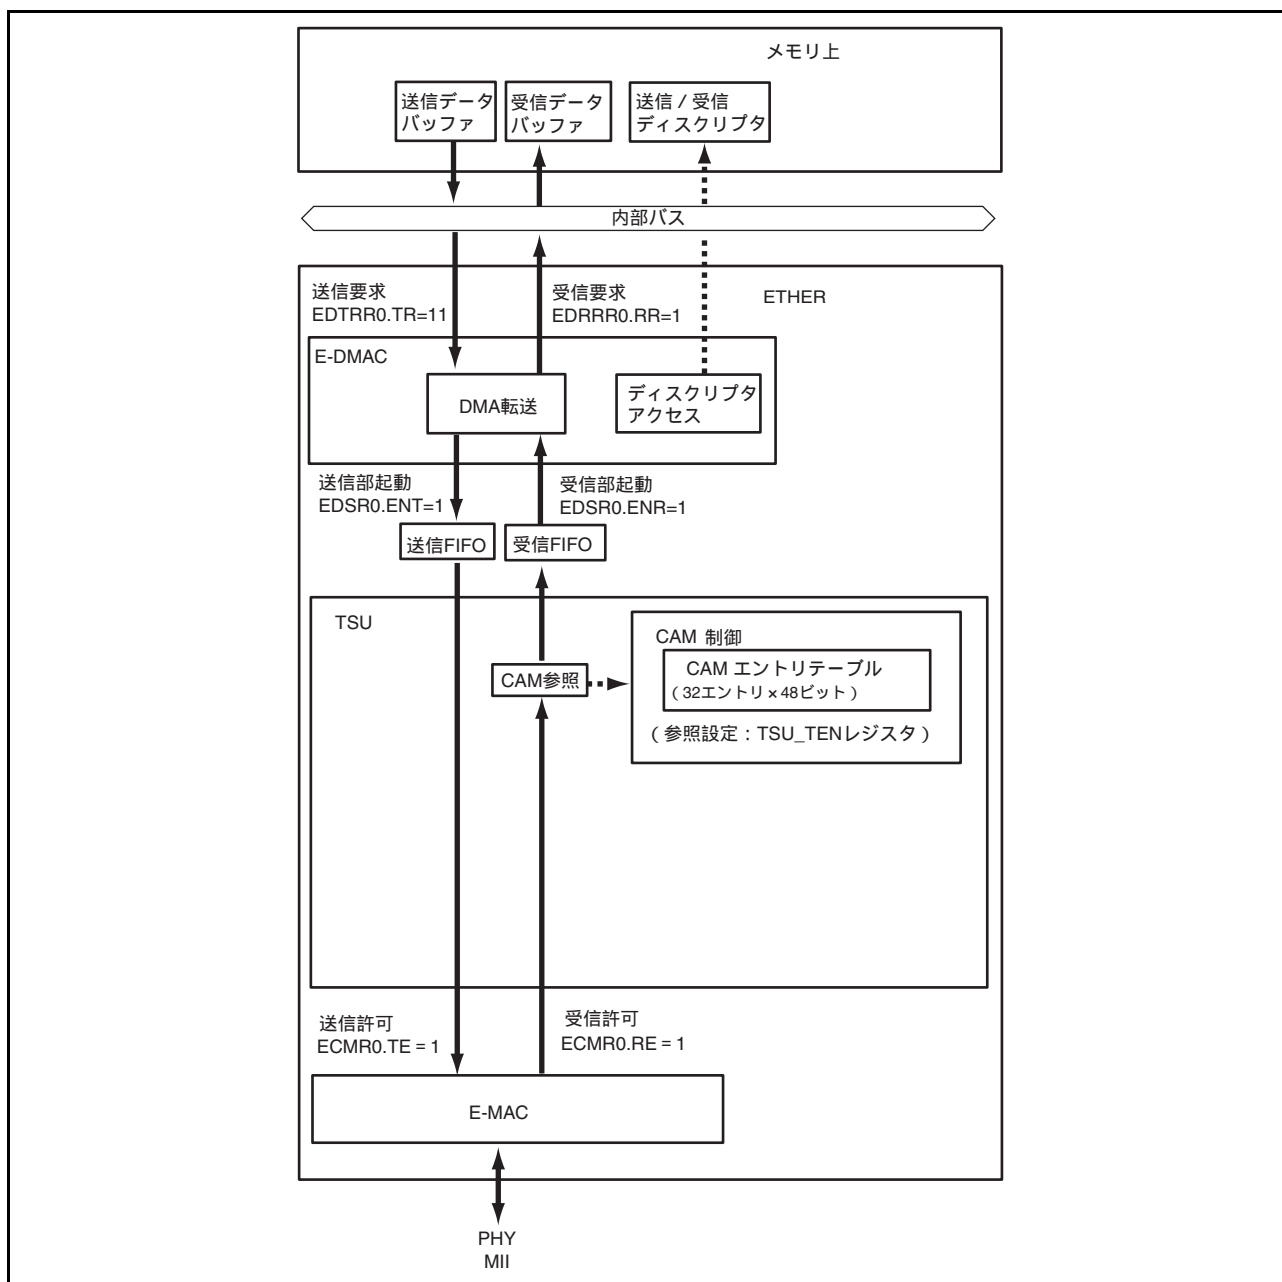 メモリ上
送信データ
バッファ
受信データ
バッファ
送信 / 受信
ディスクリプタ
内部バス
ETHER
送信要求
EDTRR0.TR=11
受信要求
EDRRR0.RR=1
E-DMAC
DMA転送
ディスクリプタ
アクセス
送信部起動
EDSR0.ENT=1
受信部起動
EDSR0.ENR=1
送信FIFO
受信FIFO
TSU
CAM 制御
CAM エントリテーブル
（32エントリ×48ビット）
CAM参照
（参照設定：TSU_TENレジスタ）
送信許可
ECMR0.TE = 1
受信許可
ECMR0.RE = 1
E-MAC
PHY
MII